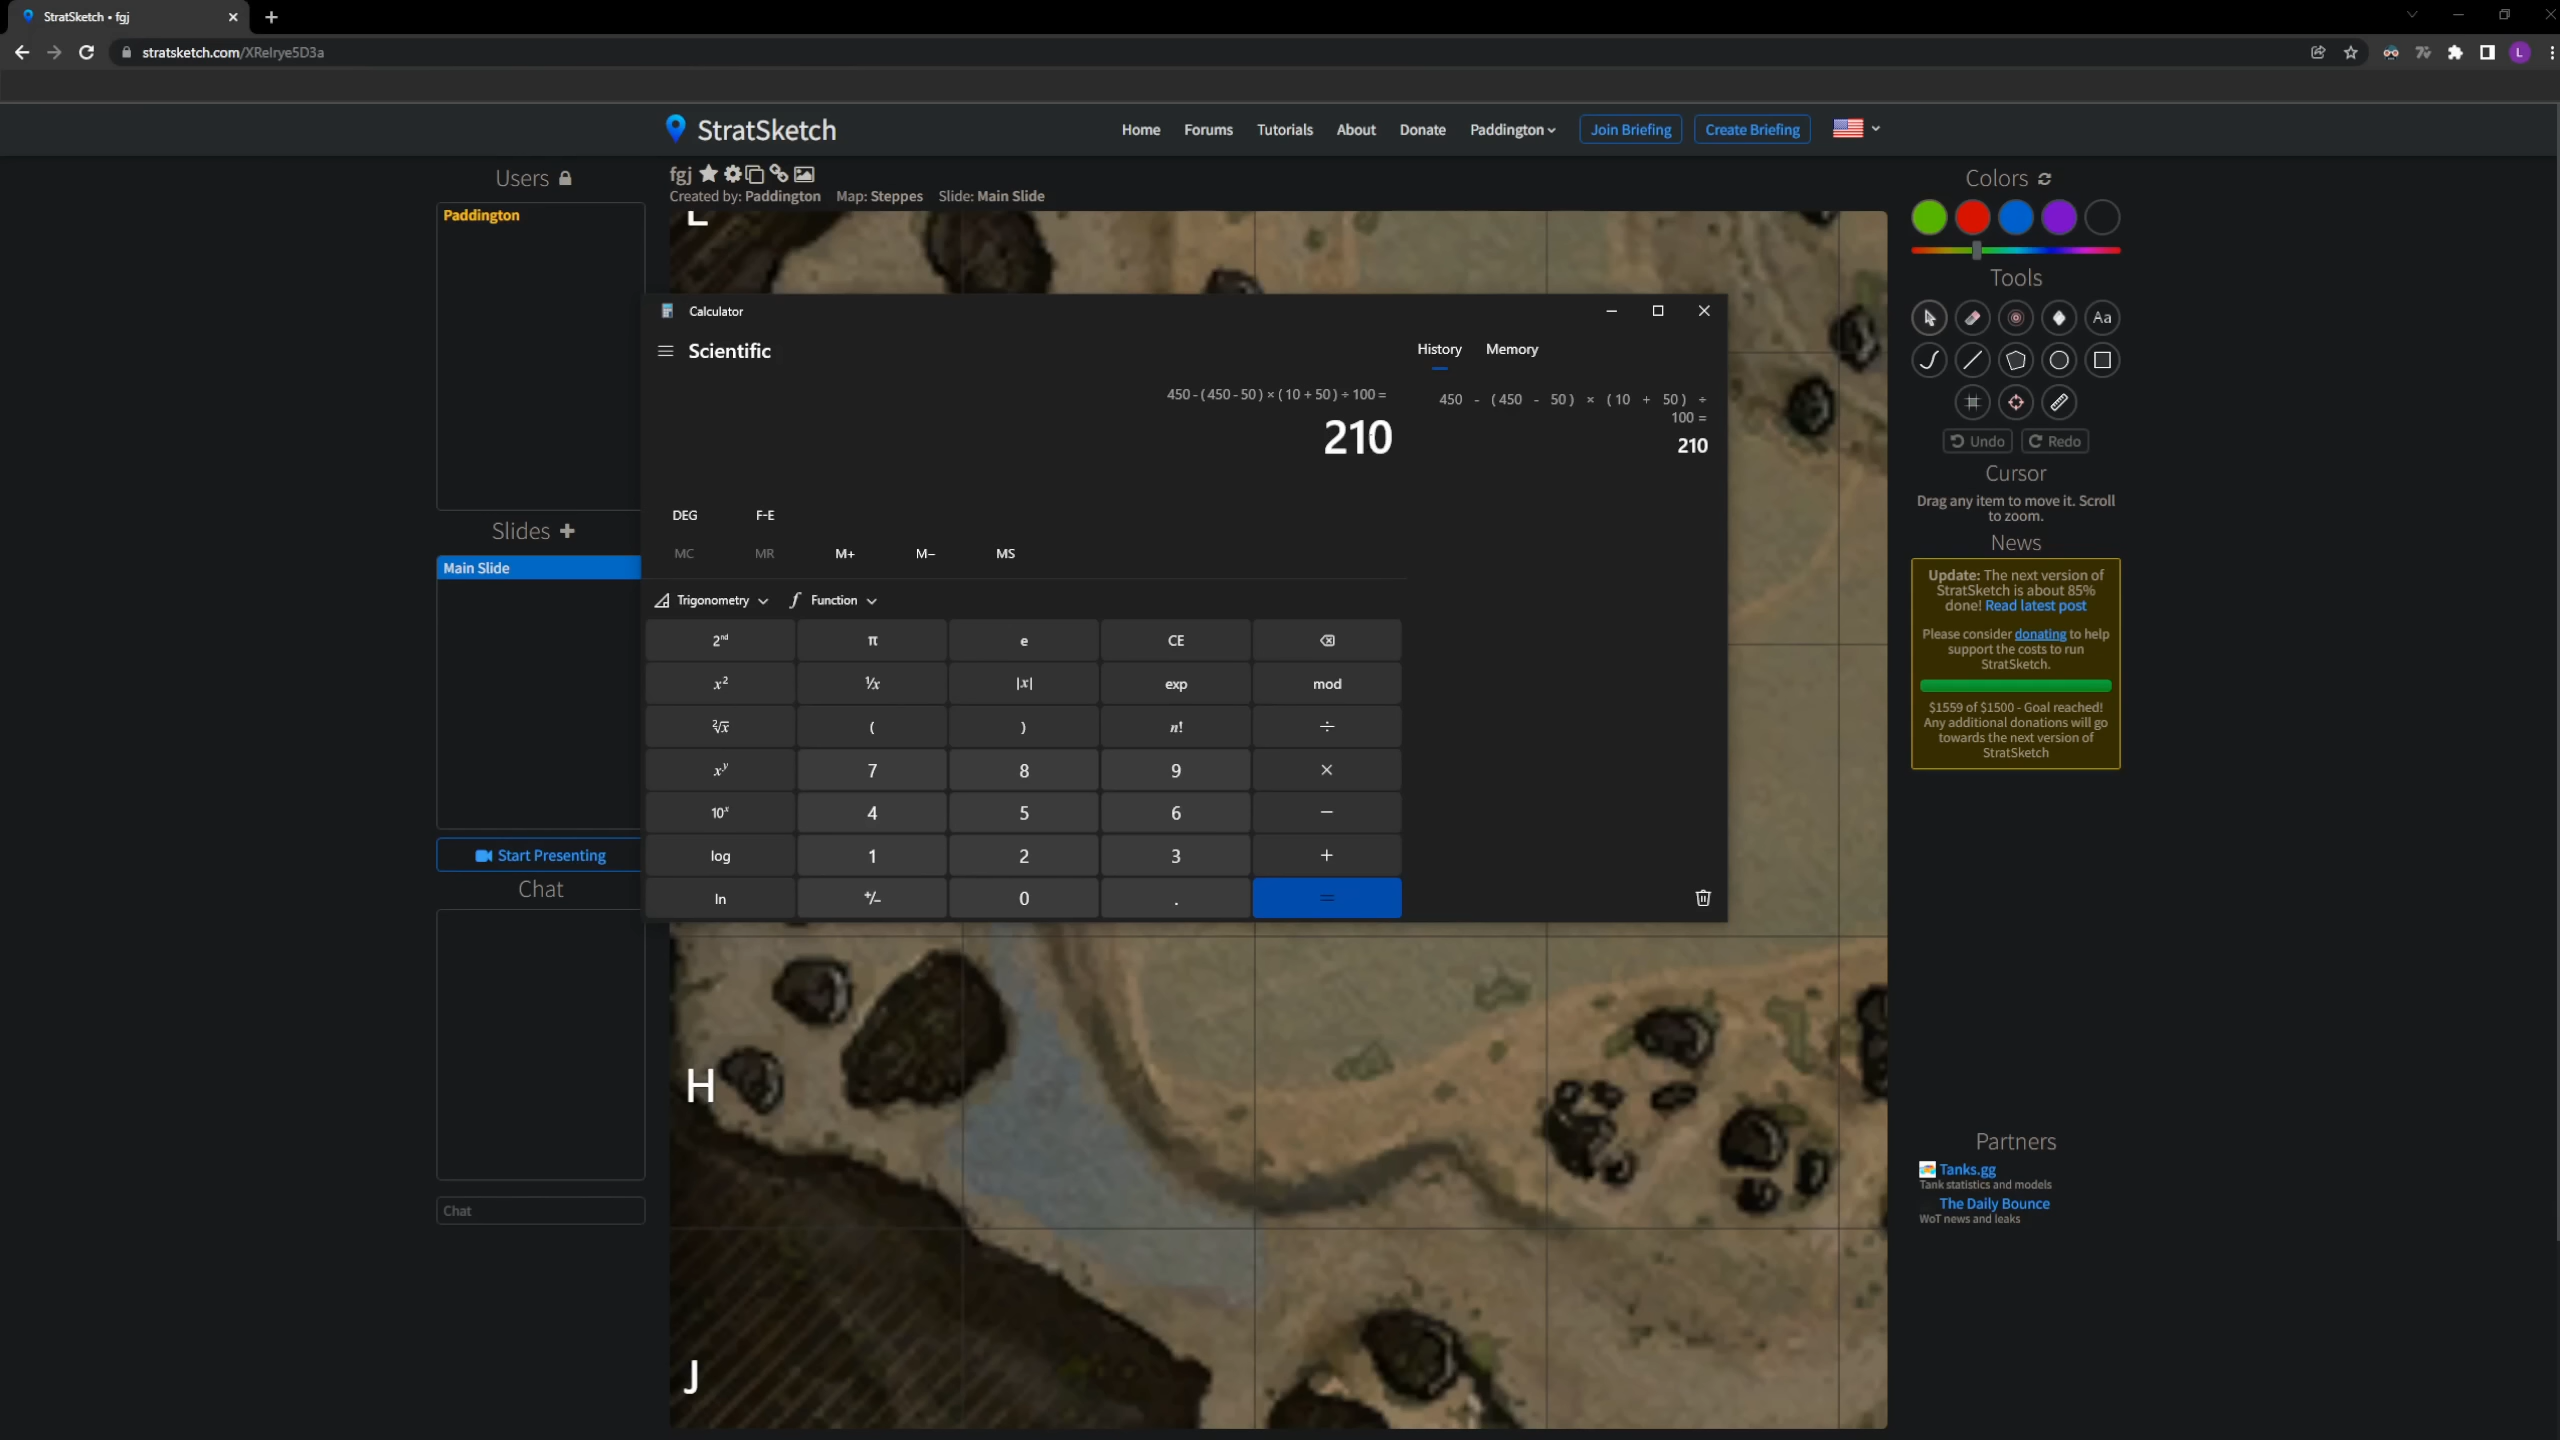 StratSketch • fgj
stratsketch.com/XRelrye5D3a
L
StratSketch
Home Forums Tutorials About Donate Paddington Join Briefing Create Briefing
Users
Paddington
Slides
Main Slide
Start Presenting
Chat
Chat
fgj
Created by: Paddington Map: Steppes Slide: Main Slide
E
Calculator
Scientific
450 - ( 450 - 50 ) × ( 10 + 50 ) ÷ 100 =
210
History Memory
450 - ( 450 - 50 ) × ( 10 + 50 ) ÷
100 =
210
DEG F-E
MC MR M+ M− MS
Trigonometry f Function
2nd π e CE
x² ¹⁄x |x| exp mod
²√x ( ) n! ÷
xʸ 7 8 9 ×
10ˣ 4 5 6 −
log 1 2 3 +
ln +/− 0 . =
H
J
Colors
Tools
Aa
Undo Redo
Cursor
Drag any item to move it. Scroll
to zoom.
News
Update: The next version of
StratSketch is about 85%
done! Read latest post
Please consider donating to help
support the costs to run
StratSketch.
$1559 of $1500 - Goal reached!
Any additional donations will go
towards the next version of
StratSketch
Partners
Tanks.gg
Tank statistics and models
The Daily Bounce
WoT news and leaks